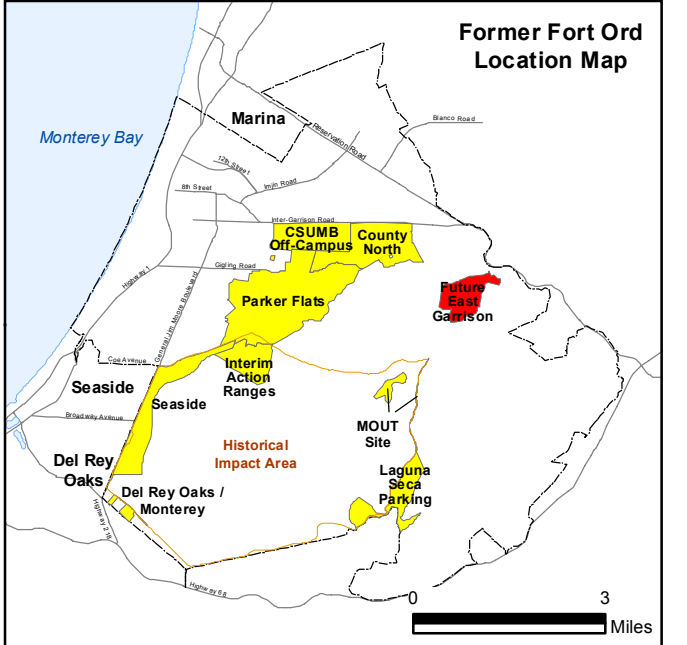 Former Fort Ord
Location Map
Marina
Monterey Bay
Blanco Road
Reservation Road
12th Street
Imjin Road
8th Street
Inter-Garrison Road
CSUMB
Off-Campus
County
North
Gigling Road
Highway 1
General Jim Moore Boulevard
Parker Flats
Future
East
Garrison
Coe Avenue
Interim
Action
Ranges
Seaside
Seaside
Broadway Avenue
MOUT
Site
Historical
Impact Area
Del Rey
Oaks
Laguna
Seca
Parking
Del Rey Oaks /
Monterey
Highway 218
Highway 68
0
3
Miles